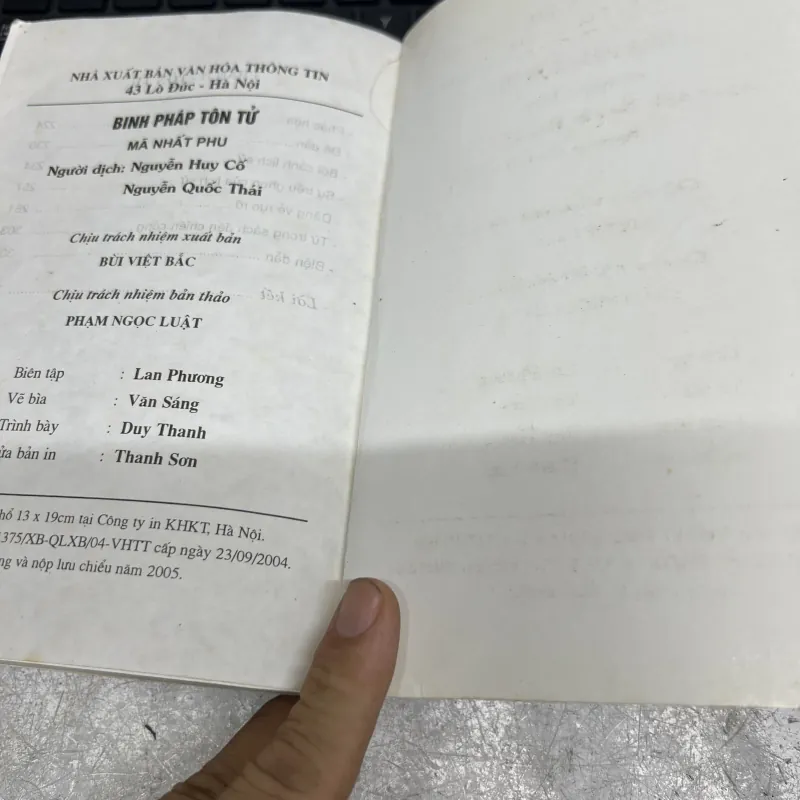 NHÀ XUẤT BẢN VĂN HÓA THÔNG TIN
43 Lò Đúc - Hà Nội
BINH PHÁP TÔN TỬ
MÃ NHẤT PHU
Người dịch: Nguyễn Huy Cố
Nguyễn Quốc Thái
Chịu trách nhiệm xuất bản
BÙI VIỆT BẮC
Chịu trách nhiệm bản thảo
PHẠM NGỌC LUẬT
Biên tập : Lan Phương
Vẽ bìa : Văn Sáng
Trình bày : Duy Thanh
ửa bản in : Thanh Sơn
hổ 13 x 19cm tại Công ty in KHKT, Hà Nội.
375/XB-QLXB/04-VHTT cấp ngày 23/09/2004.
ng và nộp lưu chiểu năm 2005.